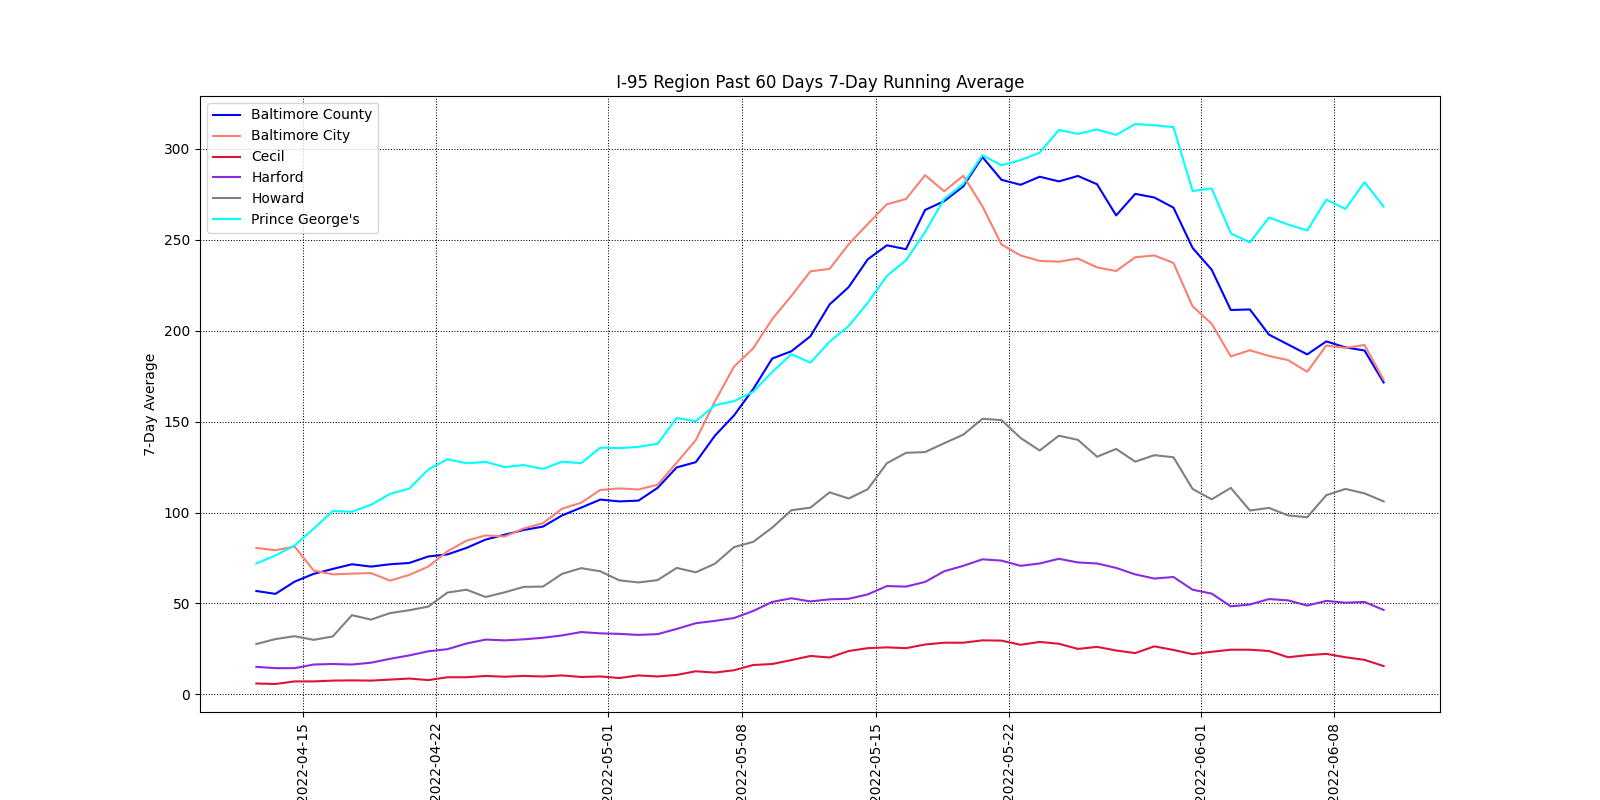 I-95 Region Past 60 Days 7-Day Running Average
Baltimore County
Baltimore City
Cecil
Harford
Howard
Prince George's
7-Day Average
300
250
200
150
100
50
0
2022-04-15
2022-04-22
2022-05-01
2022-05-08
2022-05-15
2022-05-22
2022-06-01
2022-06-08